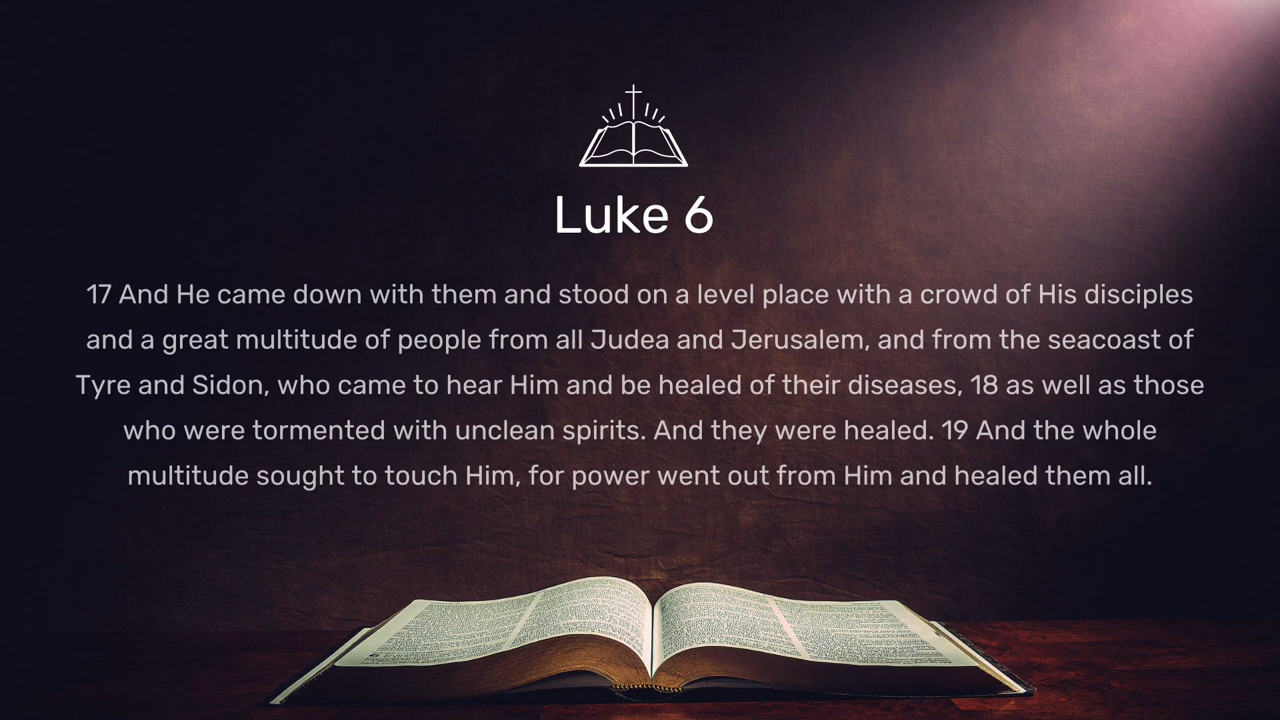 Luke 6
17 And He came down with them and stood on a level place with a crowd of His disciples
and a great multitude of people from all Judea and Jerusalem, and from the seacoast of
Tyre and Sidon, who came to hear Him and be healed of their diseases, 18 as well as those
who were tormented with unclean spirits. And they were healed. 19 And the whole
multitude sought to touch Him, for power went out from Him and healed them all.